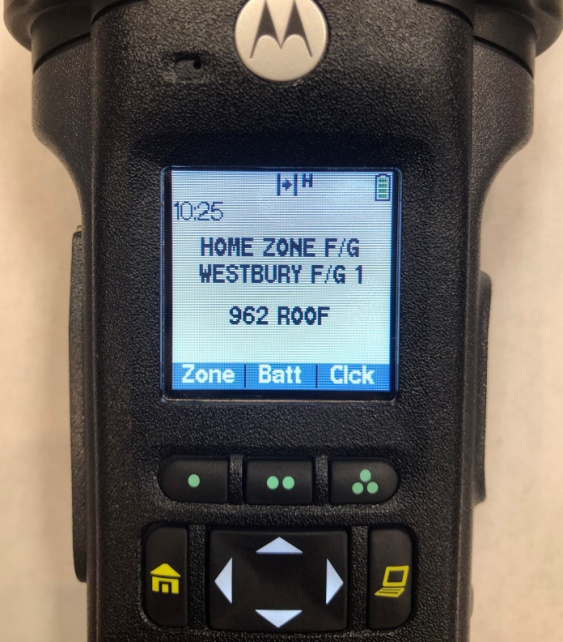 H
10:25
HOME ZONE F/G
WESTBURY F/G 1
962 ROOF
Zone Batt Clck